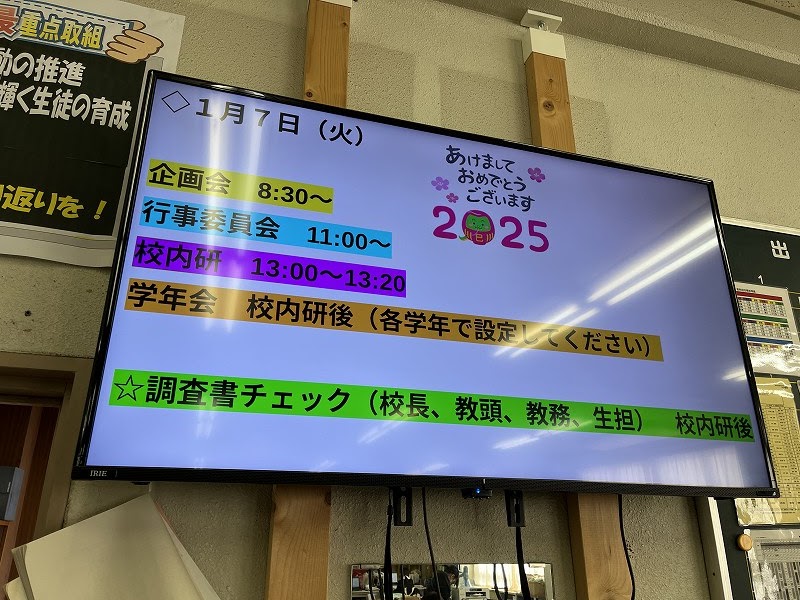 重点取組
の推進
輝く生徒の育成
返りを！
◇１月７日（火）
あけまして
おめでとう
ございます
2025
企画会　8:30～
行事委員会　11:00～
校内研　13:00～13:20
学年会　校内研後（各学年で設定してください）
☆調査書チェック（校長、教頭、教務、生担）　校内研後
IRIE
出
1